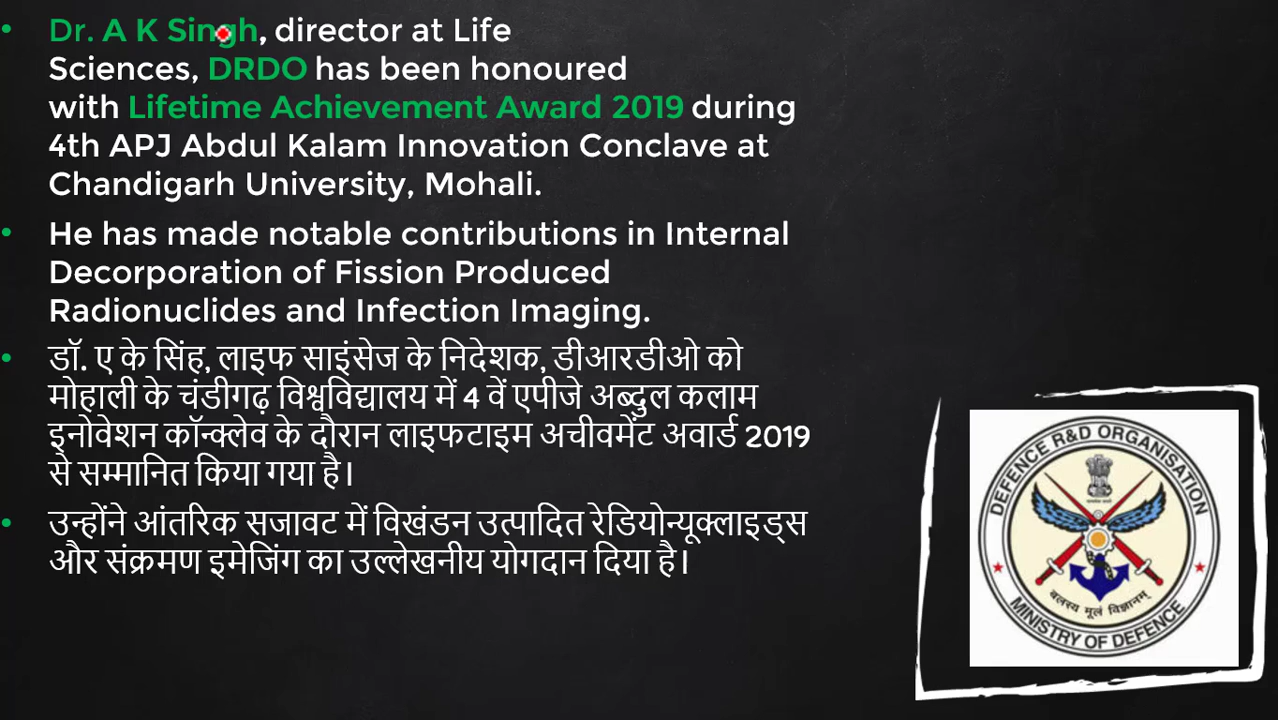 Dr. A K Singh, director at Life
Sciences, DRDO has been honoured
with Lifetime Achievement Award 2019 during
4th APJ Abdul Kalam Innovation Conclave at
Chandigarh University, Mohali.
He has made notable contributions in Internal
Decorporation of Fission Produced
Radionuclides and Infection Imaging.
डॉ. ए के सिंह, लाइफ साइंसेज के निदेशक, डीआरडीओ को
मोहाली के चंडीगढ़ विश्वविद्यालय में 4 वें एपीजे अब्दुल कलाम
इनोवेशन कॉन्क्लेव के दौरान लाइफटाइम अचीवमेंट अवार्ड 2019
से सम्मानित किया गया है।
उन्होंने आंतरिक सजावट में विखंडन उत्पादित रेडियोन्यूक्लाइड्स
और संक्रमण इमेजिंग का उल्लेखनीय योगदान दिया है।
DEFENCE R&D ORGANISATION
बलस्य मूलं विज्ञानम्
MINISTRY OF DEFENCE